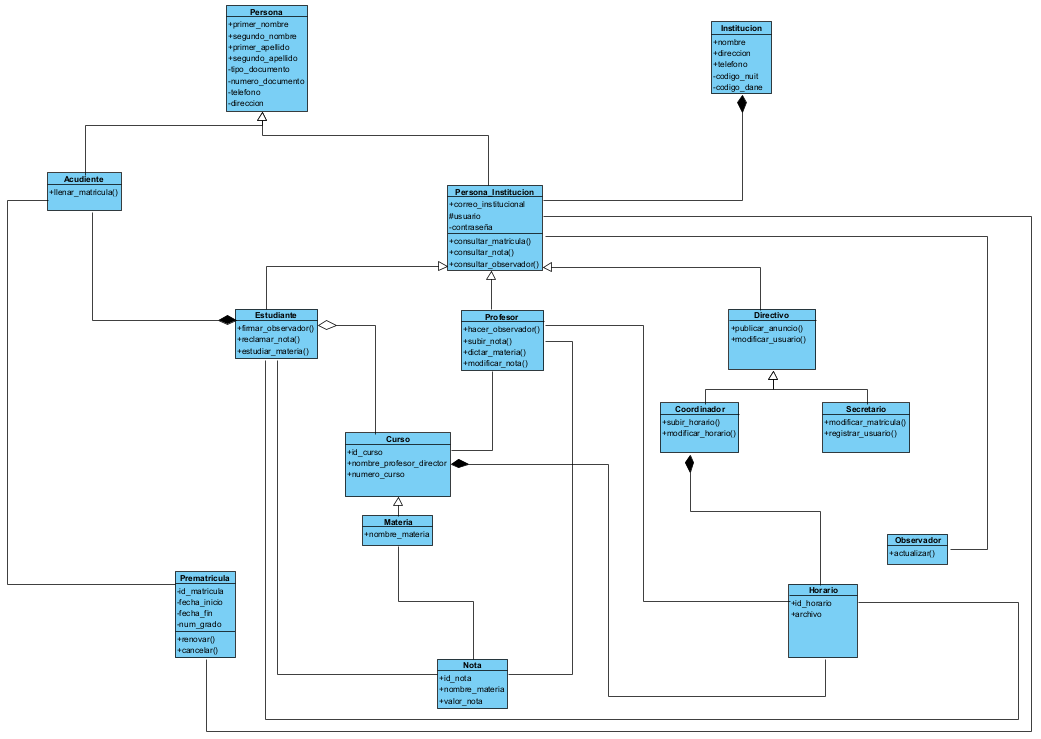 Persona
+primer_nombre
+segundo_nombre
+primer_apellido
+segundo_apellido
-tipo_documento
-numero_documento
-telefono
-direccion
Institucion
+nombre
+direccion
+telefono
-codigo_nuit
-codigo_dane
Acudiente
+llenar_matricula()
Persona_Institucion
+correo_institucional
#usuario
-contraseña
+consultar_matricula()
+consultar_nota()
+consultar_observador()
Estudiante
+firmar_observador()
+reclamar_nota()
+estudiar_materia()
Profesor
+hacer_observador()
+subir_nota()
+dictar_materia()
+modificar_nota()
Directivo
+publicar_anuncio()
+modificar_usuario()
Coordinador
+subir_horario()
+modificar_horario()
Secretario
+modificar_matricula()
+registrar_usuario()
Curso
+id_curso
+nombre_profesor_director
+numero_curso
Materia
+nombre_materia
Observador
+actualizar()
Prematricula
-id_matricula
-fecha_inicio
-fecha_fin
-num_grado
+renovar()
+cancelar()
Horario
+id_horario
+archivo
Nota
+id_nota
+nombre_materia
+valor_nota